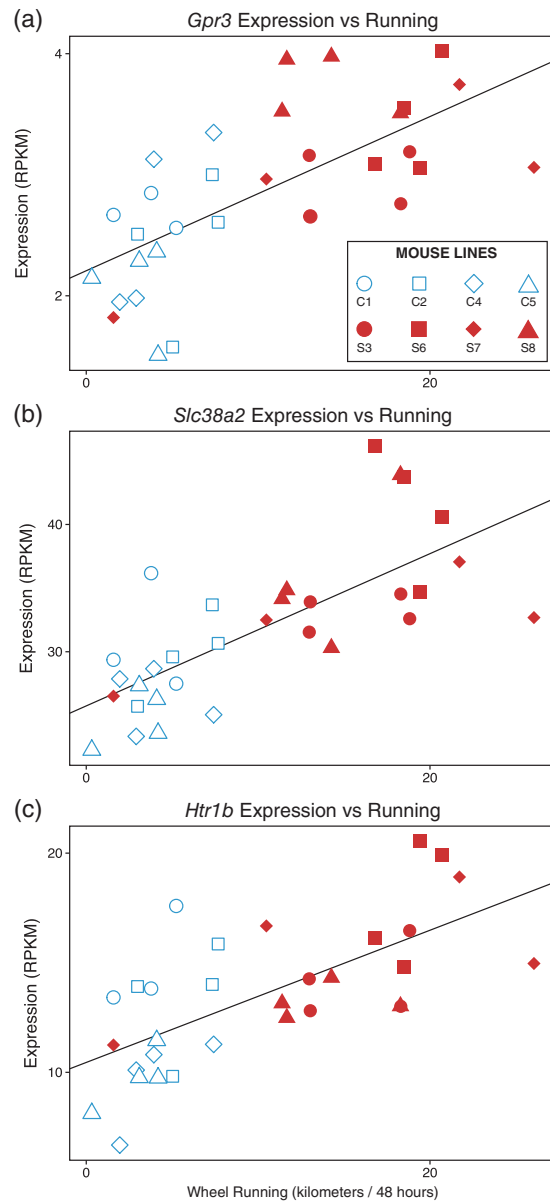 (a)
Gpr3 Expression vs Running
4
2
Expression (RPKM)
MOUSE LINES
C1 C2 C4 C5
S3 S6 S7 S8
0 20
(b)
Slc38a2 Expression vs Running
40
30
Expression (RPKM)
0 20
(c)
Htr1b Expression vs Running
20
10
Expression (RPKM)
0 20
Wheel Running (kilometers / 48 hours)